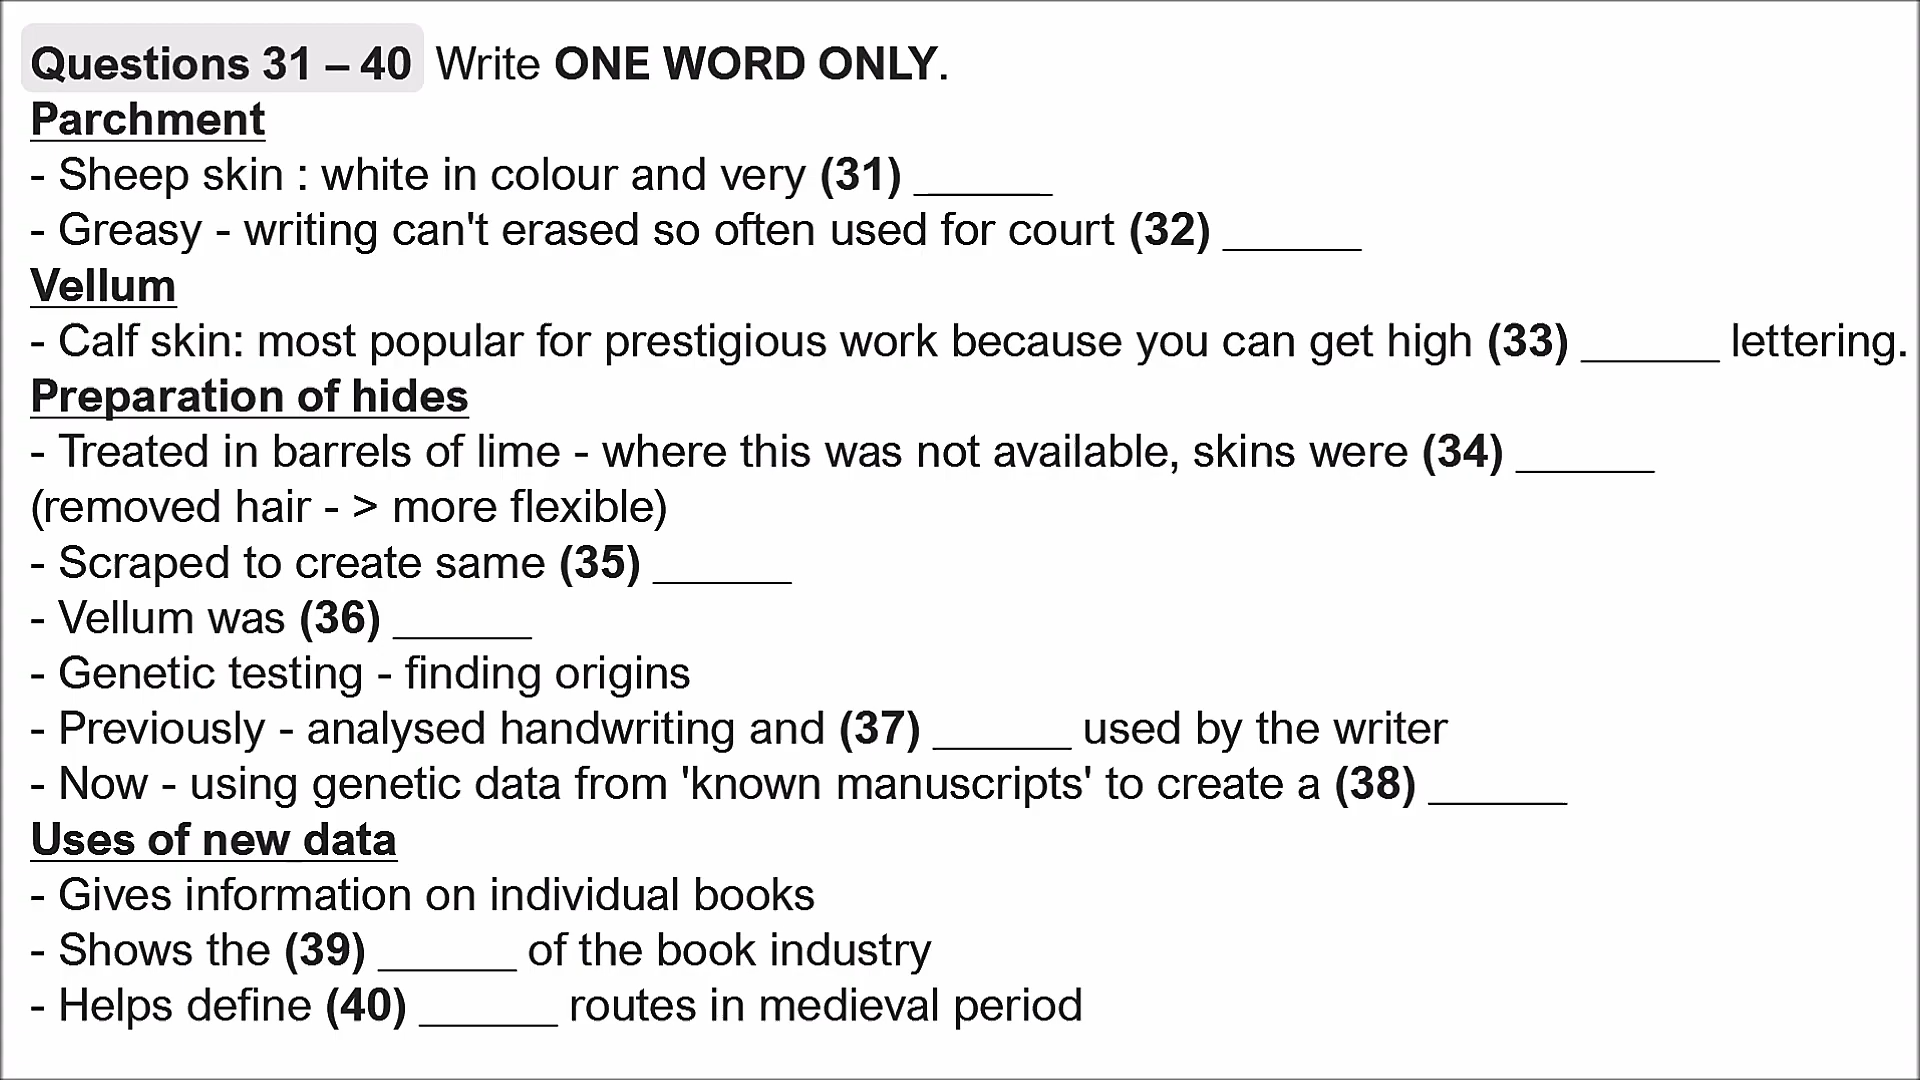 Questions 31 – 40 Write ONE WORD ONLY.
Parchment
- Sheep skin : white in colour and very (31) ______
- Greasy - writing can't erased so often used for court (32) ______
Vellum
- Calf skin: most popular for prestigious work because you can get high (33) ______ lettering.
Preparation of hides
- Treated in barrels of lime - where this was not available, skins were (34) ______
(removed hair - > more flexible)
- Scraped to create same (35) ______
- Vellum was (36) ______
- Genetic testing - finding origins
- Previously - analysed handwriting and (37) ______ used by the writer
- Now - using genetic data from 'known manuscripts' to create a (38) ______
Uses of new data
- Gives information on individual books
- Shows the (39) ______ of the book industry
- Helps define (40) ______ routes in medieval period